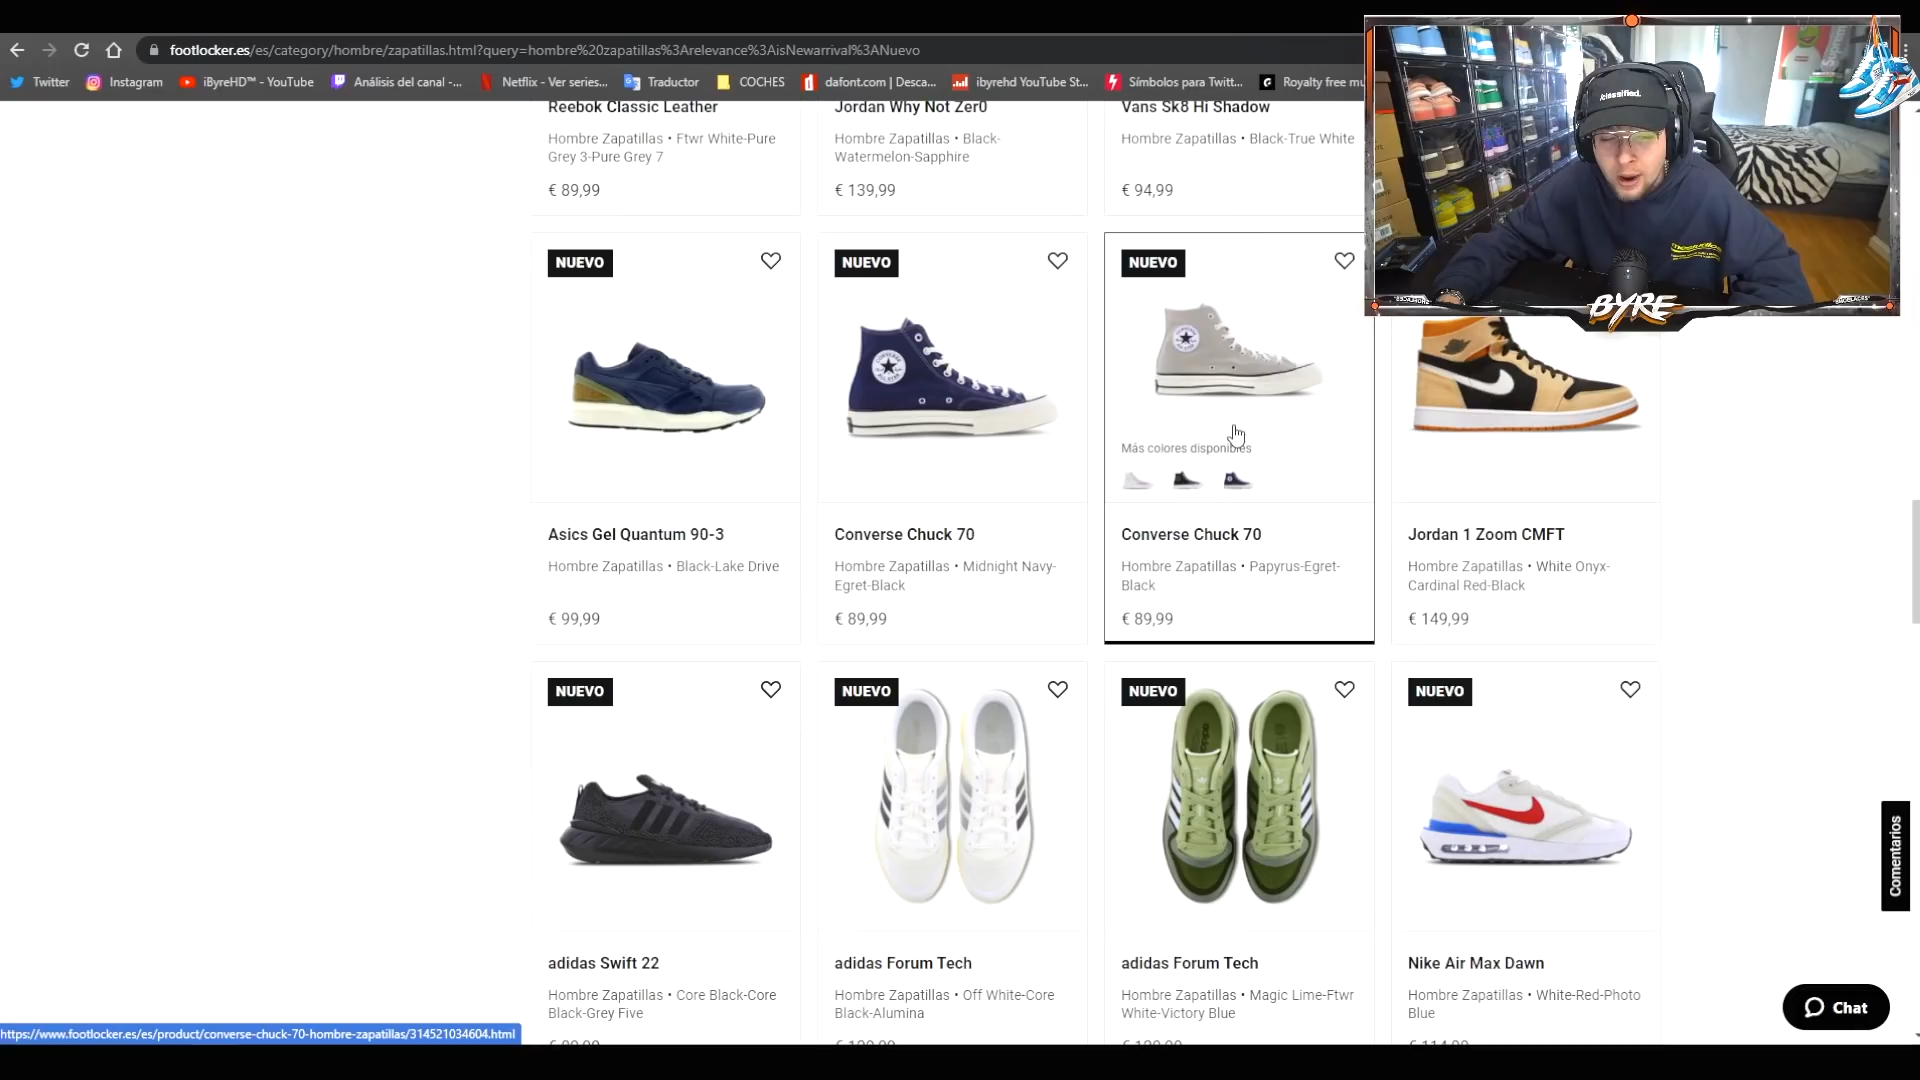 footlocker.es/es/category/hombre/zapatillas.html?query=hombre%20zapatillas%3Arelevance%3AisNewarrival%3ANuevo
Twitter
Instagram
iByreHD™ - YouTube
Análisis del canal -...
Netflix - Ver series...
Traductor
COCHES
dafont.com | Desca...
ibyrehd YouTube St...
Símbolos para Twitt...
Royalty free mu
Reebok Classic Leather
Hombre Zapatillas • Ftwr White-Pure
Grey 3-Pure Grey 7
€ 89,99
Jordan Why Not Zer0
Hombre Zapatillas • Black-
Watermelon-Sapphire
€ 139,99
Vans Sk8 Hi Shadow
Hombre Zapatillas • Black-True White
€ 94,99
BYRE
NUEVO
Asics Gel Quantum 90-3
Hombre Zapatillas • Black-Lake Drive
€ 99,99
NUEVO
Converse Chuck 70
Hombre Zapatillas • Midnight Navy-
Egret-Black
€ 89,99
NUEVO
Más colores disponibles
Converse Chuck 70
Hombre Zapatillas • Papyrus-Egret-
Black
€ 89,99
Jordan 1 Zoom CMFT
Hombre Zapatillas • White Onyx-
Cardinal Red-Black
€ 149,99
NUEVO
adidas Swift 22
Hombre Zapatillas • Core Black-Core
Black-Grey Five
NUEVO
adidas Forum Tech
Hombre Zapatillas • Off White-Core
Black-Alumina
NUEVO
adidas Forum Tech
Hombre Zapatillas • Magic Lime-Ftwr
White-Victory Blue
NUEVO
Nike Air Max Dawn
Hombre Zapatillas • White-Red-Photo
Blue
Comentarios
Chat
https://www.footlocker.es/es/product/converse-chuck-70-hombre-zapatillas/314521034604.html